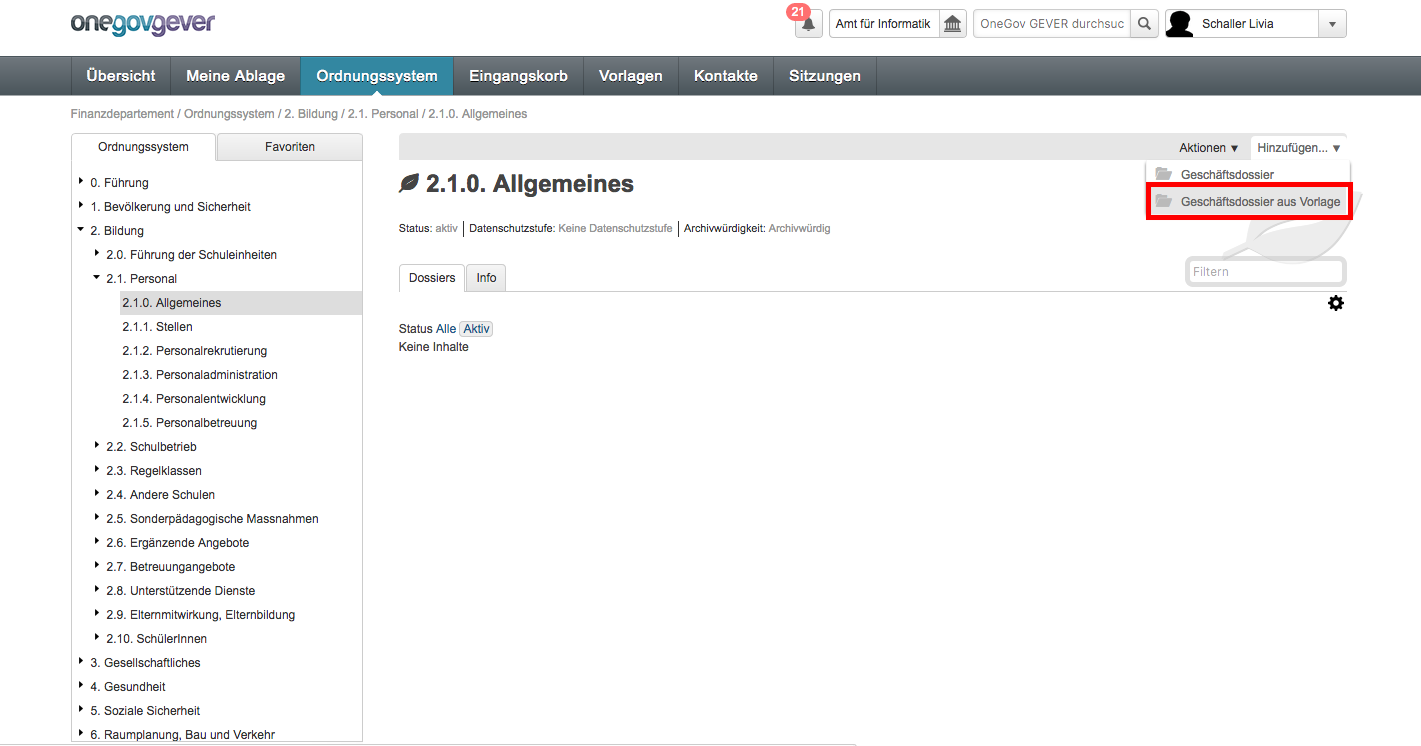 onegovgever
21
Amt für Informatik
OneGov GEVER durchsuc
Schaller Livia
Übersicht Meine Ablage Ordnungssystem Eingangskorb Vorlagen Kontakte Sitzungen
Finanzdepartement / Ordnungssystem / 2. Bildung / 2.1. Personal / 2.1.0. Allgemeines
Ordnungssystem Favoriten
0. Führung
1. Bevölkerung und Sicherheit
2. Bildung
2.0. Führung der Schuleinheiten
2.1. Personal
2.1.0. Allgemeines
2.1.1. Stellen
2.1.2. Personalrekrutierung
2.1.3. Personaladministration
2.1.4. Personalentwicklung
2.1.5. Personalbetreuung
2.2. Schulbetrieb
2.3. Regelklassen
2.4. Andere Schulen
2.5. Sonderpädagogische Massnahmen
2.6. Ergänzende Angebote
2.7. Betreuungangebote
2.8. Unterstützende Dienste
2.9. Elternmitwirkung, Elternbildung
2.10. SchülerInnen
3. Gesellschaftliches
4. Gesundheit
5. Soziale Sicherheit
6. Raumplanung, Bau und Verkehr
Aktionen ▼ Hinzufügen... ▼
Geschäftsdossier
Geschäftsdossier aus Vorlage
2.1.0. Allgemeines
Status: aktiv Datenschutzstufe: Keine Datenschutzstufe Archivwürdigkeit: Archivwürdig
Dossiers Info
Filtern
Status Alle Aktiv
Keine Inhalte